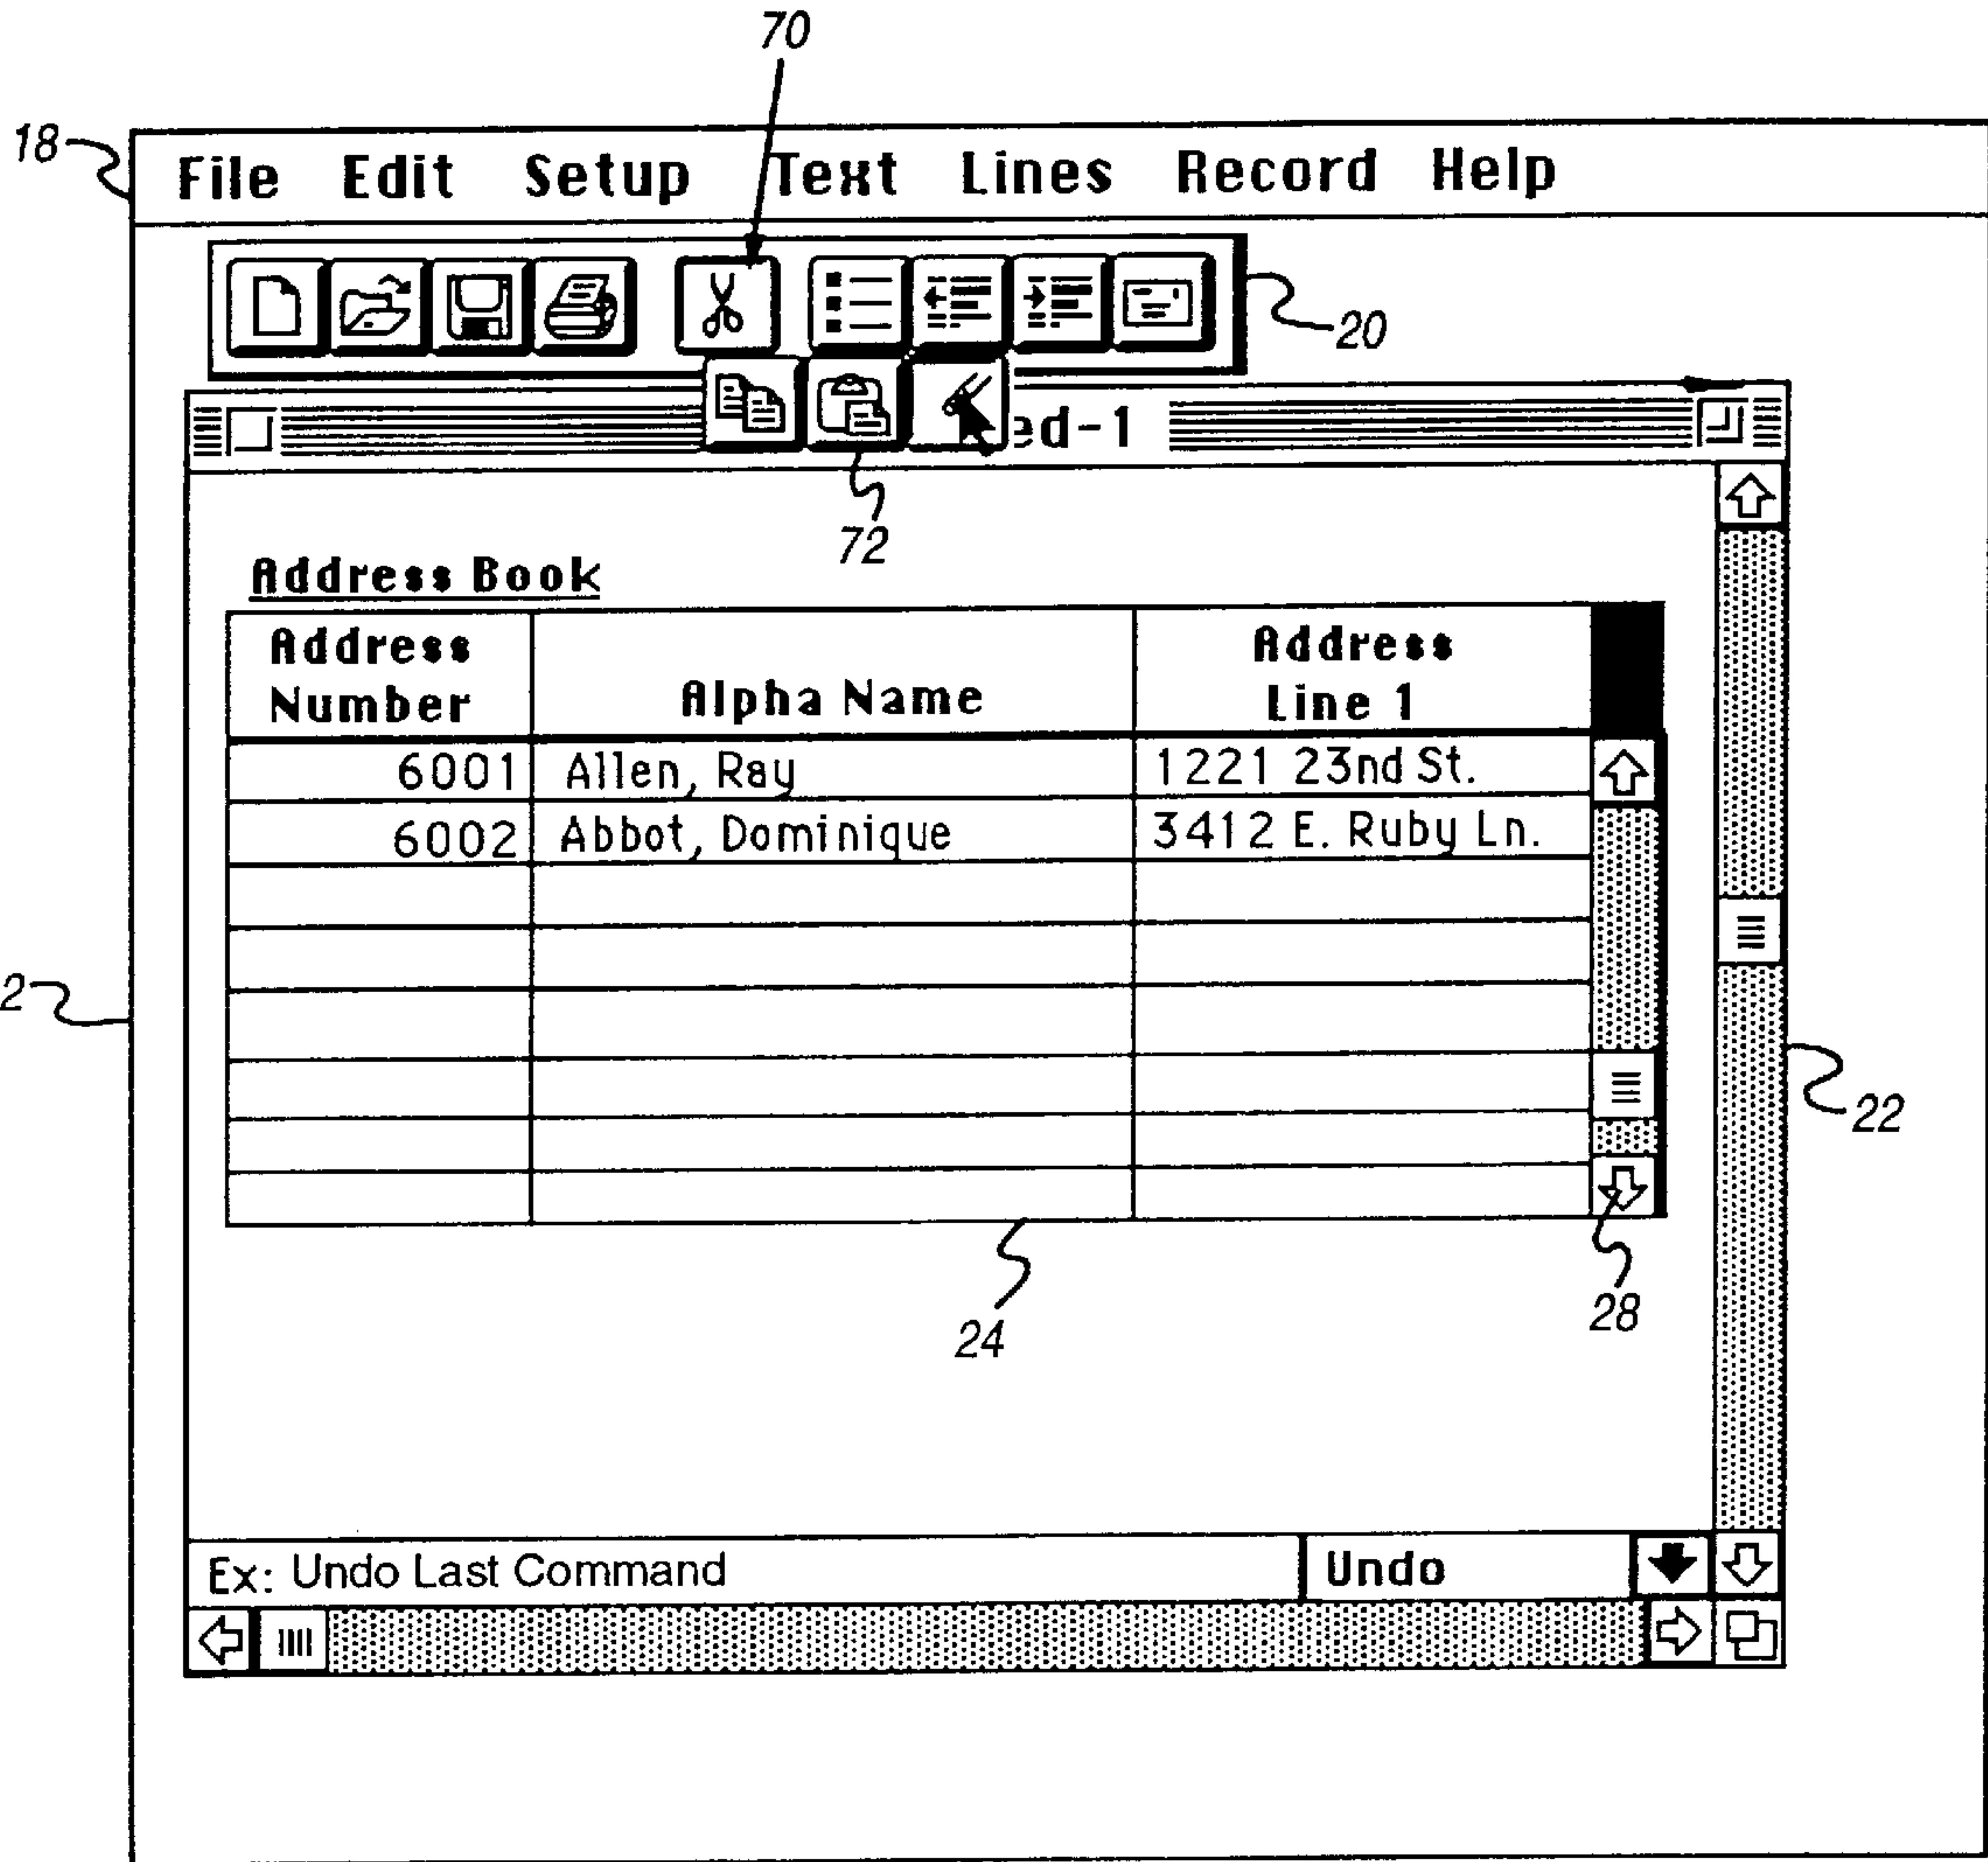 70
18
File Edit Setup Text Lines Record Help
20
ed-1
72
Address Book
Address Number
Alpha Name
Address Line 1
6001 Allen, Ray 1221 23nd St.
6002 Abbot, Dominique 3412 E. Ruby Ln.
2
22
28
24
Ex: Undo Last Command Undo